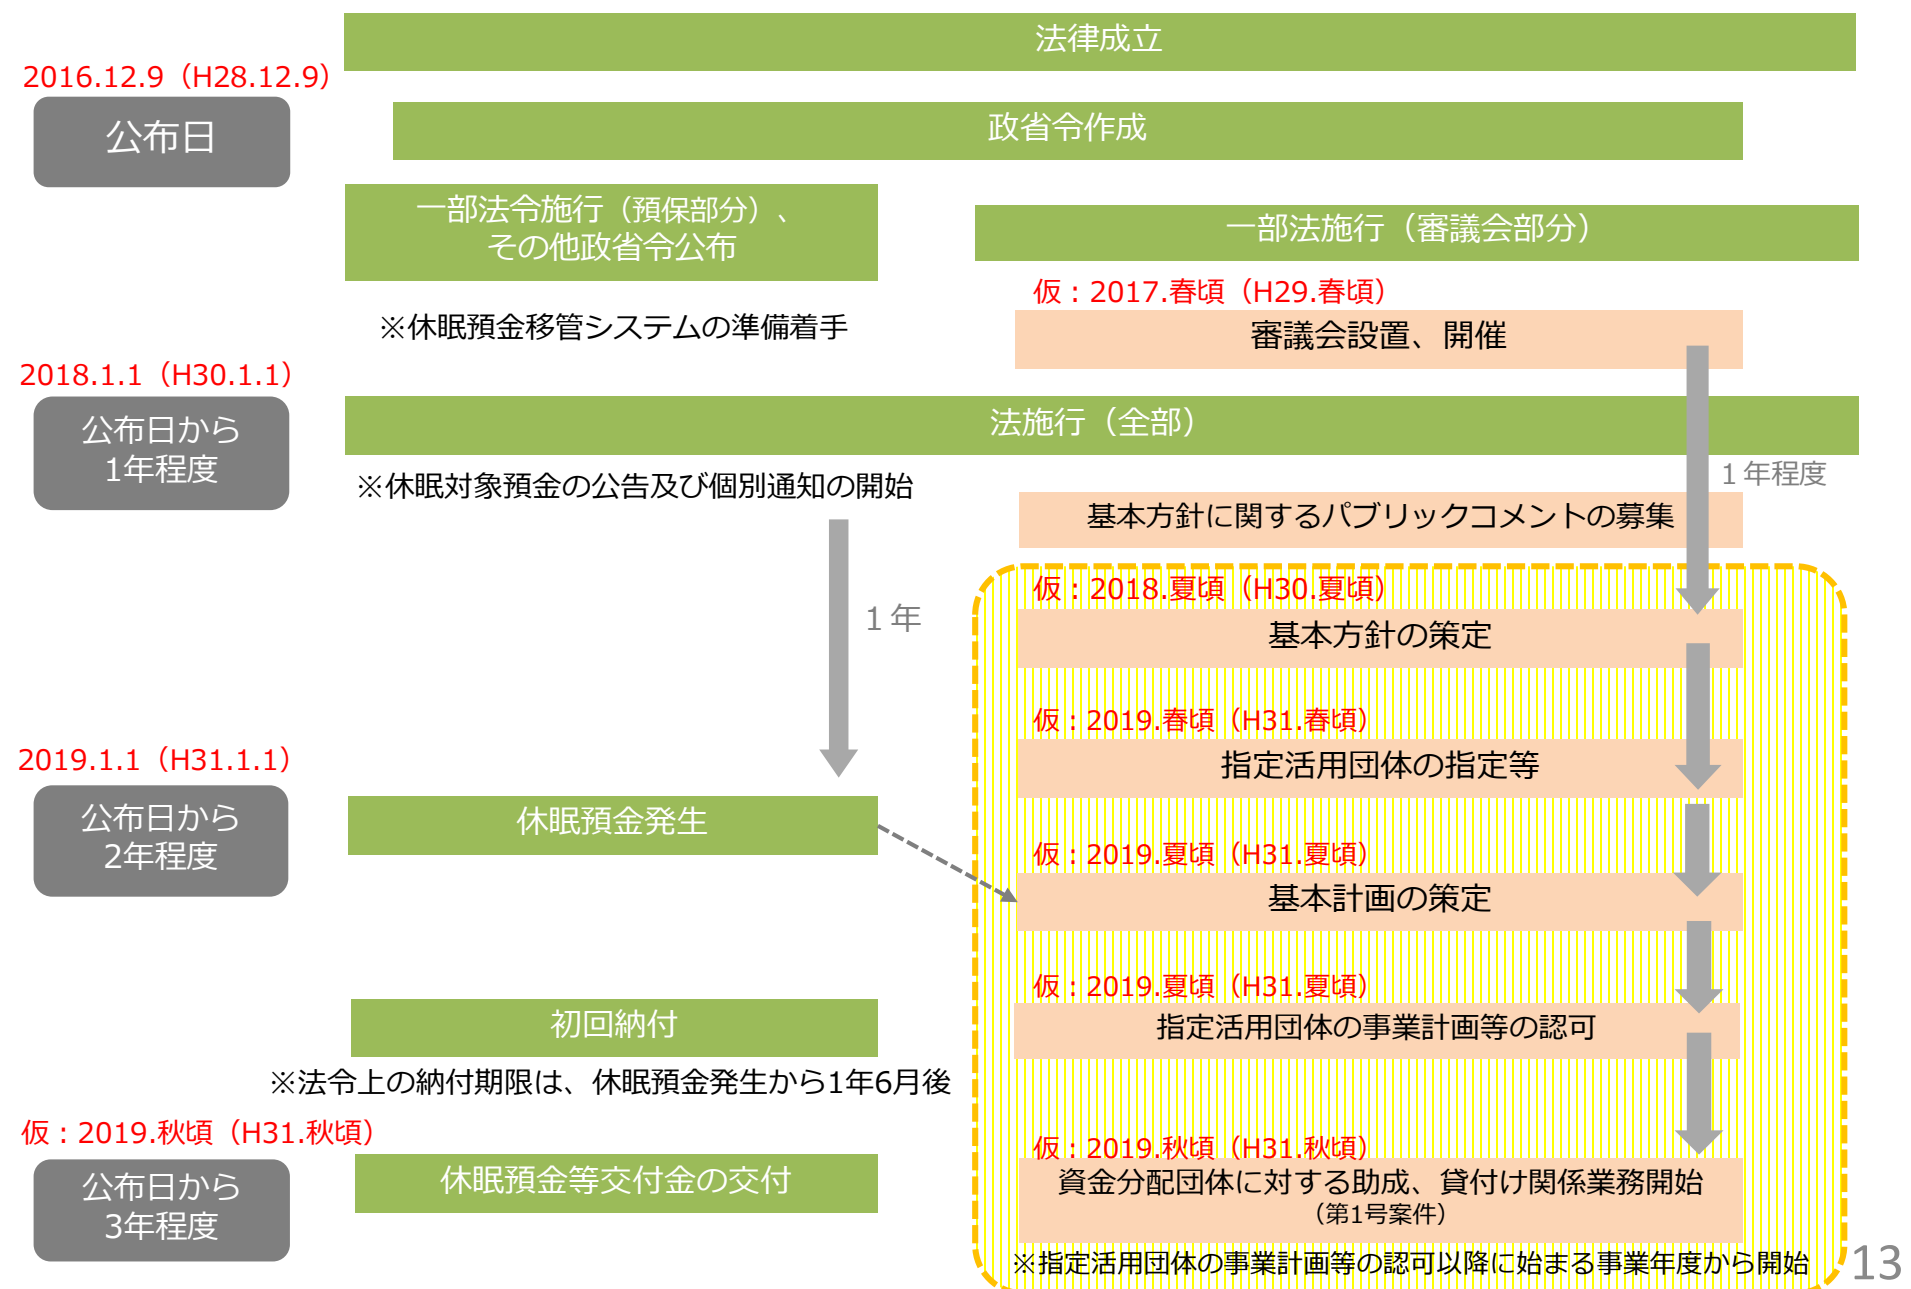 法律成立
2016.12.9（H28.12.9）
公布日
政省令作成
一部法令施行（預保部分）、
その他政省令公布
一部法施行（審議会部分）
仮：2017.春頃（H29.春頃）
※休眠預金移管システムの準備着手
審議会設置、開催
2018.1.1（H30.1.1）
公布日から
1年程度
法施行（全部）
※休眠対象預金の公告及び個別通知の開始
１年程度
基本方針に関するパブリックコメントの募集
仮：2018.夏頃（H30.夏頃）
１年
基本方針の策定
仮：2019.春頃（H31.春頃）
指定活用団体の指定等
2019.1.1（H31.1.1）
公布日から
2年程度
休眠預金発生
仮：2019.夏頃（H31.夏頃）
基本計画の策定
仮：2019.夏頃（H31.夏頃）
初回納付
指定活用団体の事業計画等の認可
※法令上の納付期限は、休眠預金発生から1年6月後
仮：2019.秋頃（H31.秋頃）
公布日から
3年程度
休眠預金等交付金の交付
仮：2019.秋頃（H31.秋頃）
資金分配団体に対する助成、貸付け関係業務開始
（第1号案件）
※指定活用団体の事業計画等の認可以降に始まる事業年度から開始
13